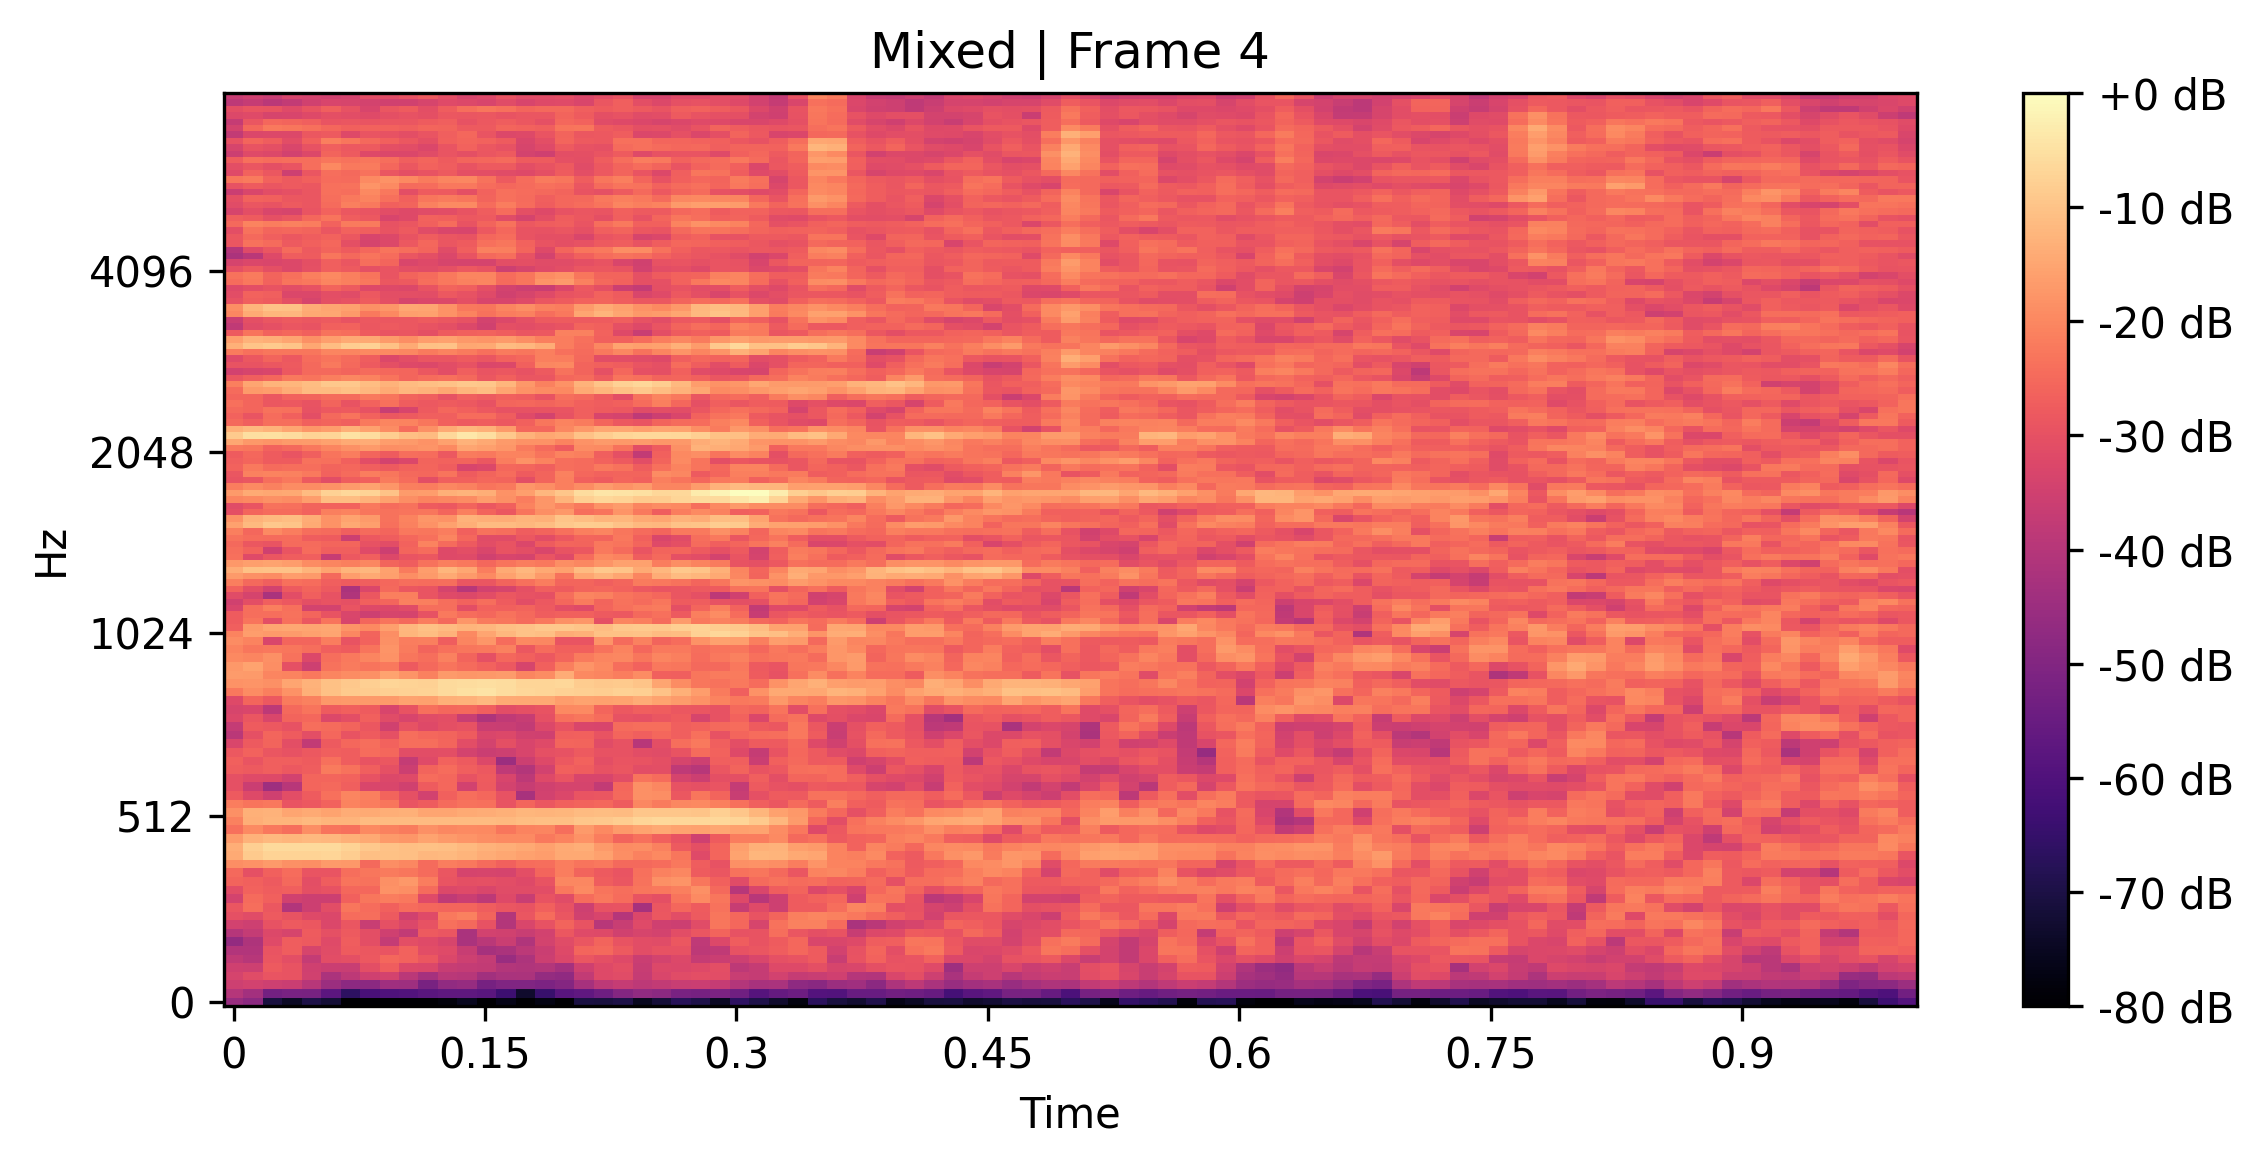 Mixed | Frame 4
+0 dB
-10 dB
-20 dB
-30 dB
-40 dB
-50 dB
-60 dB
-70 dB
-80 dB
Hz
4096
2048
1024
512
0
0 0.15 0.3 0.45 0.6 0.75 0.9
Time